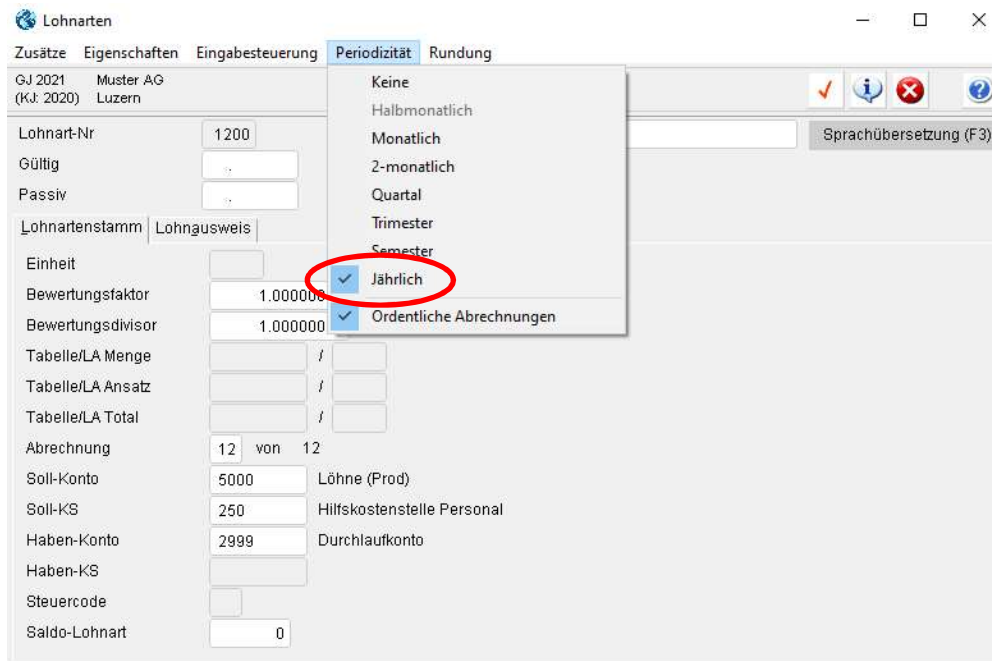 Lohnarten
Zusätze Eigenschaften Eingabesteuerung Periodizität Rundung
GJ 2021 Muster AG
(KJ: 2020) Luzern
Keine
Halbmonatlich
Monatlich
2-monatlich
Quartal
Trimester
Semester
Jährlich
Ordentliche Abrechnungen
Lohnart-Nr 1200 Sprachübersetzung (F3)
Gültig . .
Passiv . .
Lohnartenstamm Lohnausweis
Einheit
Bewertungsfaktor 1.000000
Bewertungsdivisor 1.000000
Tabelle/LA Menge /
Tabelle/LA Ansatz /
Tabelle/LA Total /
Abrechnung 12 von 12
Soll-Konto 5000 Löhne (Prod)
Soll-KS 250 Hilfskostenstelle Personal
Haben-Konto 2999 Durchlaufkonto
Haben-KS
Steuercode
Saldo-Lohnart 0